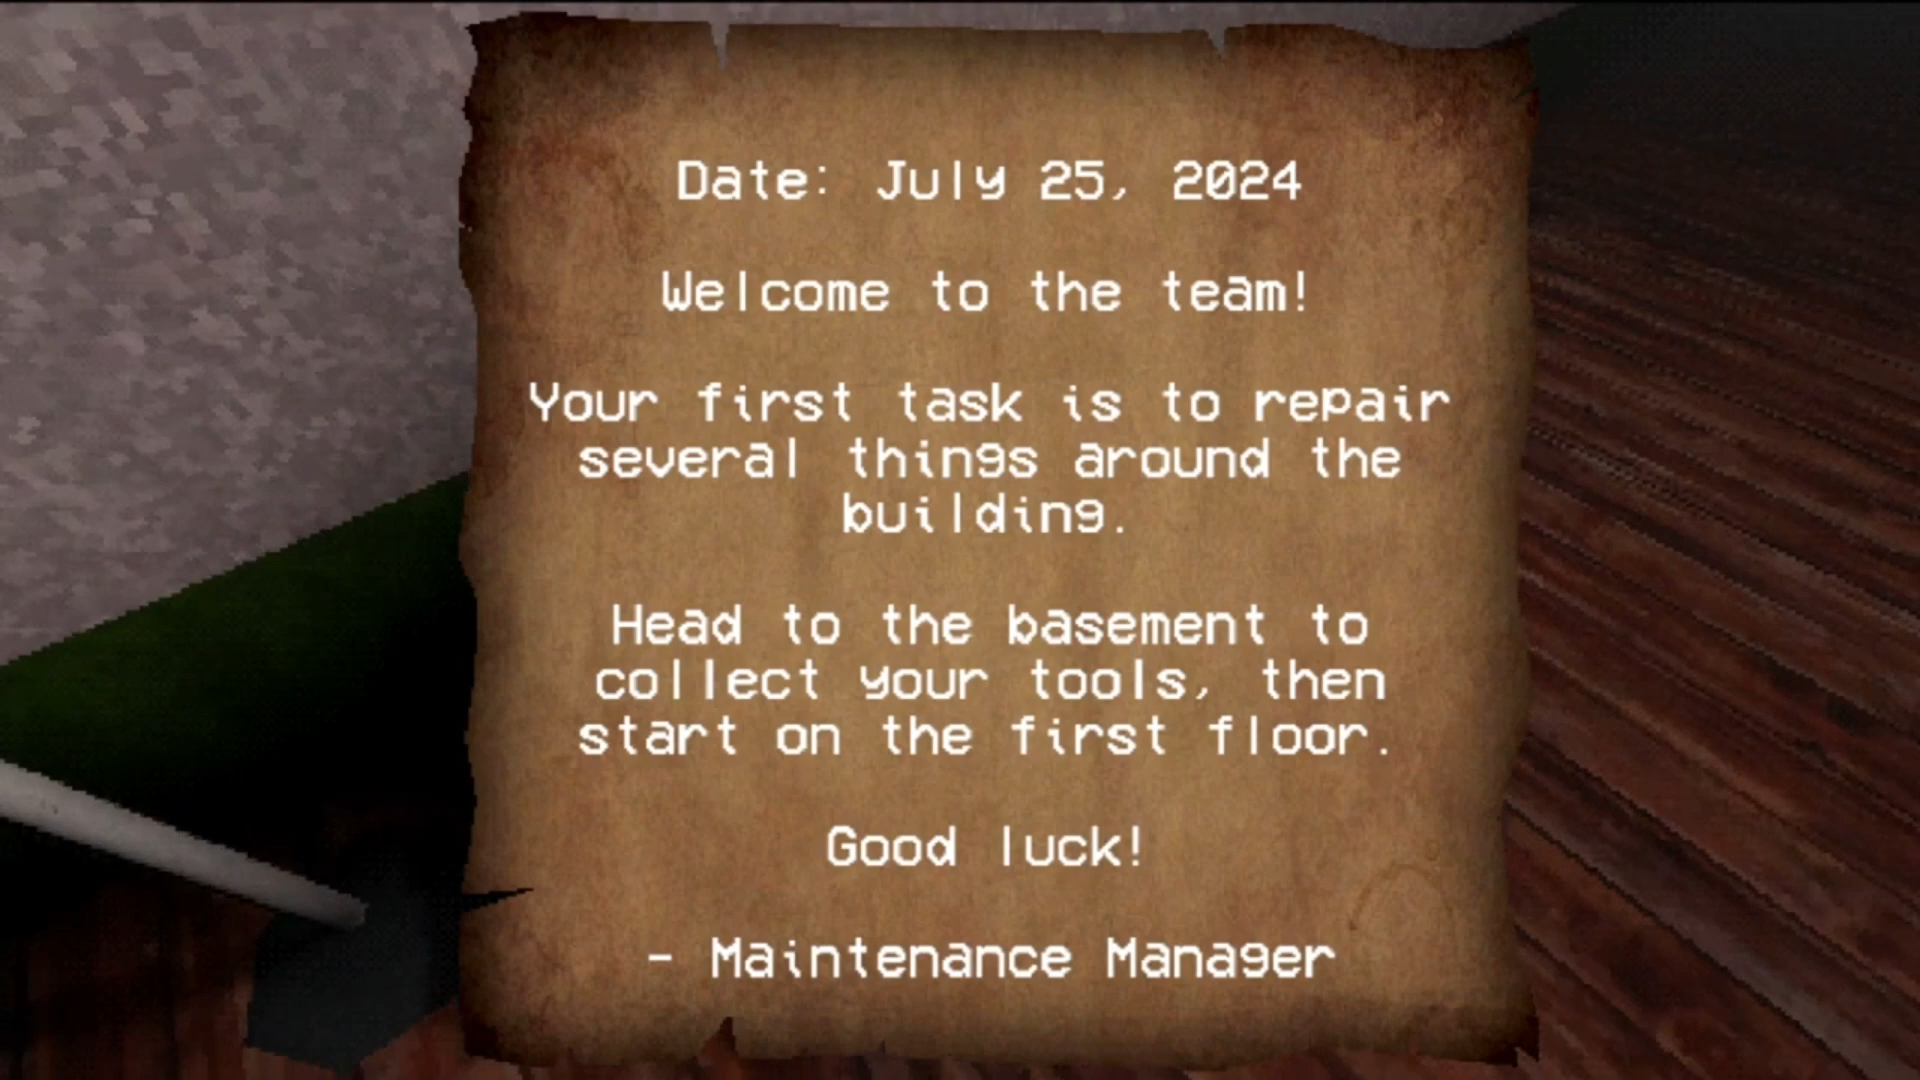 Date: July 25, 2024
Welcome to the team!
Your first task is to repair
several things around the
building.
Head to the basement to
collect your tools, then
start on the first floor.
Good luck!
- Maintenance Manager